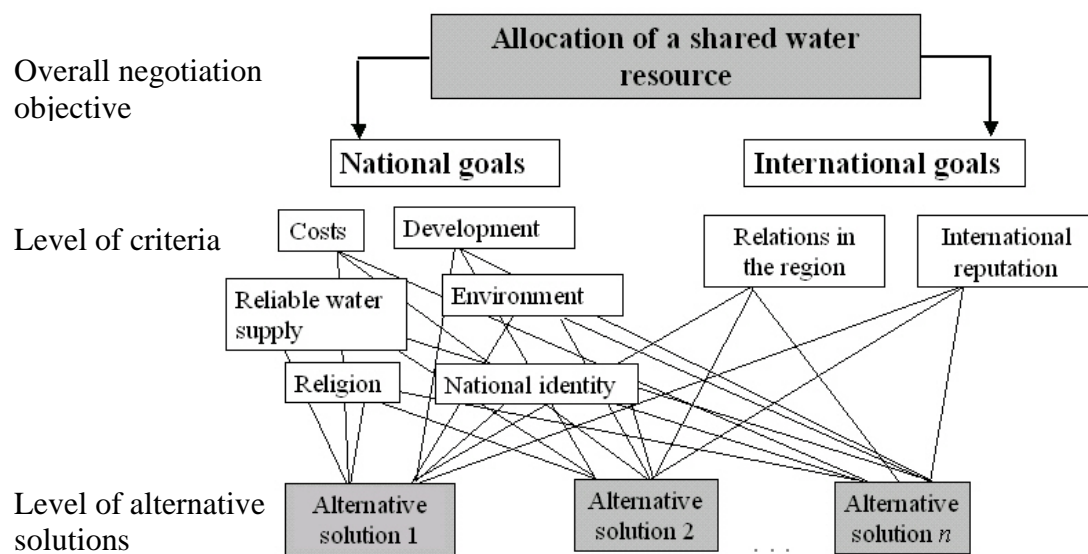 Allocation of a shared water
resource
Overall negotiation
objective
National goals
International goals
Level of criteria
Costs
Development
Relations in
the region
International
reputation
Reliable water
supply
Environment
Religion
National identity
Level of alternative
solutions
Alternative
solution 1
Alternative
solution 2
. . .
Alternative
solution n